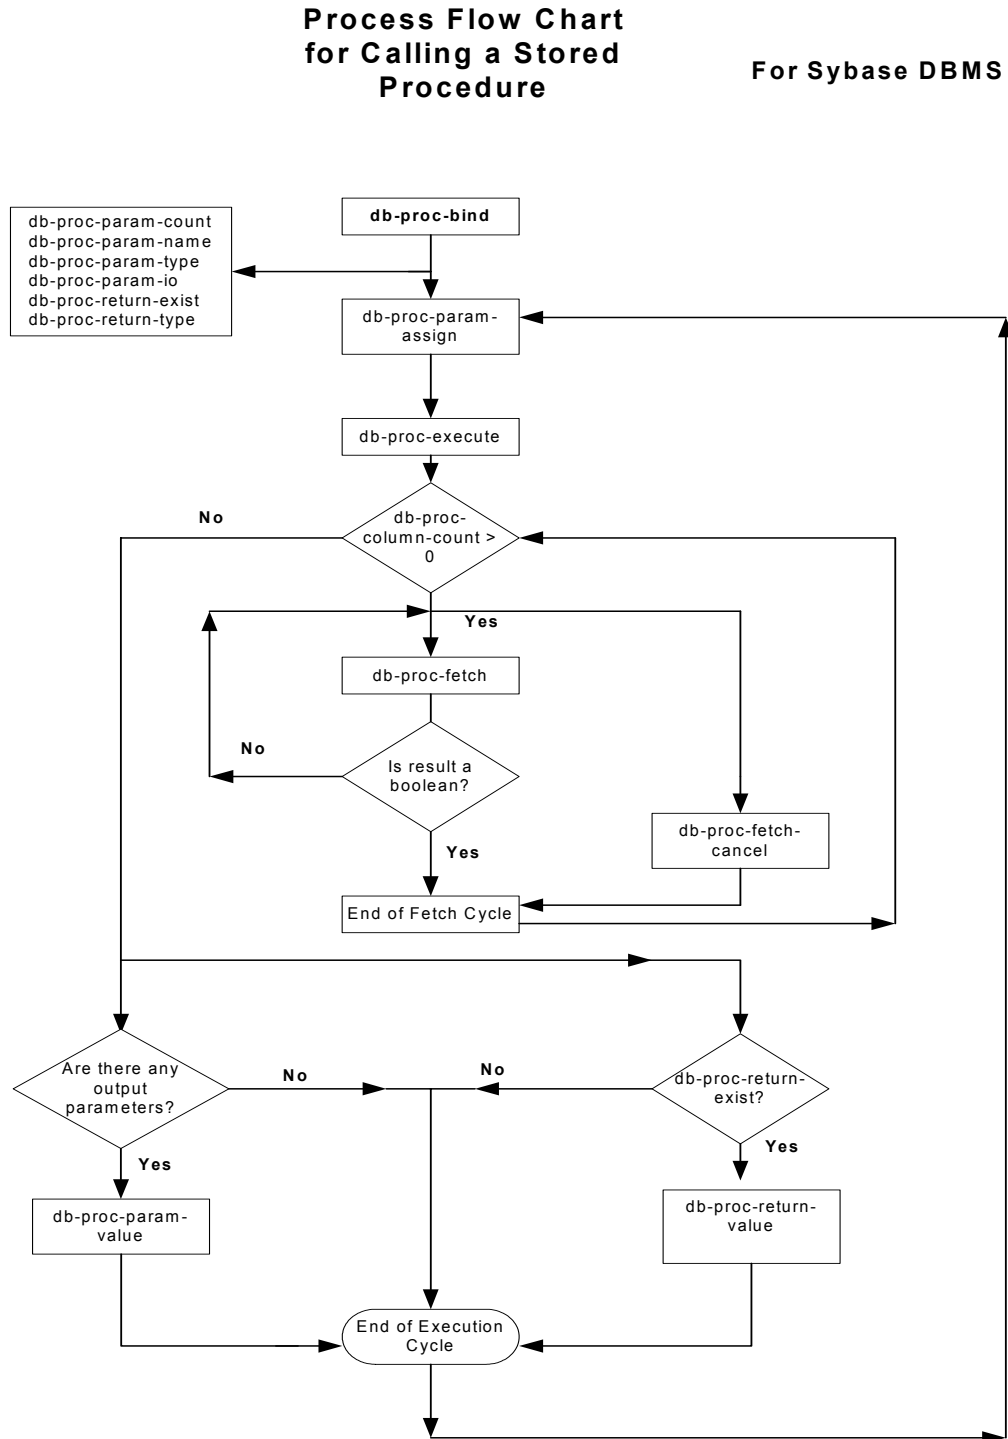 Process Flow Chart
for Calling a Stored
Procedure
For Sybase DBMS
db-proc-param-count
db-proc-param-name
db-proc-param-type
db-proc-param-io
db-proc-return-exist
db-proc-return-type
db-proc-bind
db-proc-param-
assign
db-proc-execute
No
db-proc-
column-count >
0
Yes
db-proc-fetch
No
Is result a
boolean?
db-proc-fetch-
cancel
Yes
End of Fetch Cycle
Are there any
output
parameters?
No
No
db-proc-return-
exist?
Yes
Yes
db-proc-param-
value
db-proc-return-
value
End of Execution
Cycle